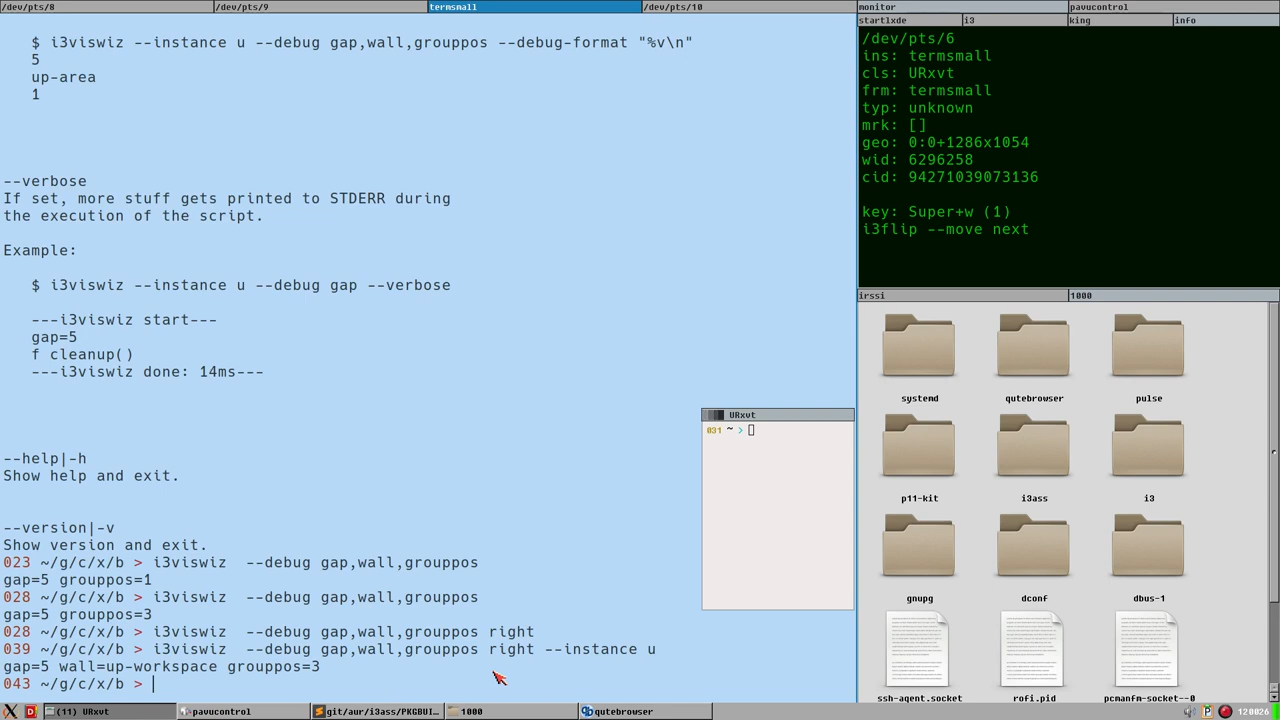 /dev/pts/8
/dev/pts/9
termsmall
/dev/pts/10
$ i3viswiz --instance u --debug gap,wall,grouppos --debug-format "%v\n"
5
up-area
1
--verbose
If set, more stuff gets printed to STDERR during
the execution of the script.
Example:
$ i3viswiz --instance u --debug gap --verbose
---i3viswiz start---
gap=5
f cleanup()
---i3viswiz done: 14ms---
--help|-h
Show help and exit.
--version|-v
Show version and exit.
023 ~/g/c/x/b > i3viswiz  --debug gap,wall,grouppos
gap=5 grouppos=1
028 ~/g/c/x/b > i3viswiz  --debug gap,wall,grouppos
gap=5 grouppos=3
028 ~/g/c/x/b > i3viswiz  --debug gap,wall,grouppos right
039 ~/g/c/x/b > i3viswiz  --debug gap,wall,grouppos right --instance u
gap=5 wall=up-workspace grouppos=3
043 ~/g/c/x/b >
URxvt
031 ~ >
monitor
pavucontrol
startlxde
i3
king
info
/dev/pts/6
ins: termsmall
cls: URxvt
frm: termsmall
typ: unknown
mrk: []
geo: 0:0+1286x1054
wid: 6296258
cid: 94271039073136
key: Super+w (1)
i3flip --move next
irssi
1000
systemd
qutebrowser
pulse
p11-kit
i3ass
i3
gnupg
dconf
dbus-1
ssh-agent.socket
rofi.pid
pcmanfm-socket--0
(11) URxvt
pavucontrol
git/aur/i3ass/PKGBUI...
1000
qutebrowser
120026